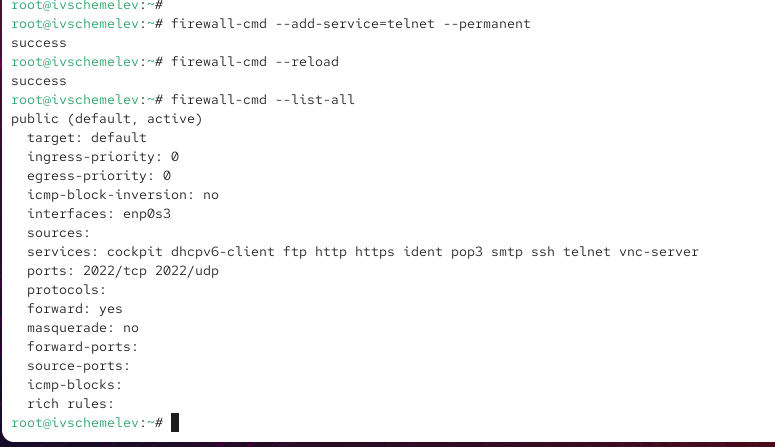 root@ivschemelev:~#
root@ivschemelev:~# firewall-cmd --add-service=telnet --permanent
success
root@ivschemelev:~# firewall-cmd --reload
success
root@ivschemelev:~# firewall-cmd --list-all
public (default, active)
  target: default
  ingress-priority: 0
  egress-priority: 0
  icmp-block-inversion: no
  interfaces: enp0s3
  sources:
  services: cockpit dhcpv6-client ftp http https ident pop3 smtp ssh telnet vnc-server
  ports: 2022/tcp 2022/udp
  protocols:
  forward: yes
  masquerade: no
  forward-ports:
  source-ports:
  icmp-blocks:
  rich rules:
root@ivschemelev:~#